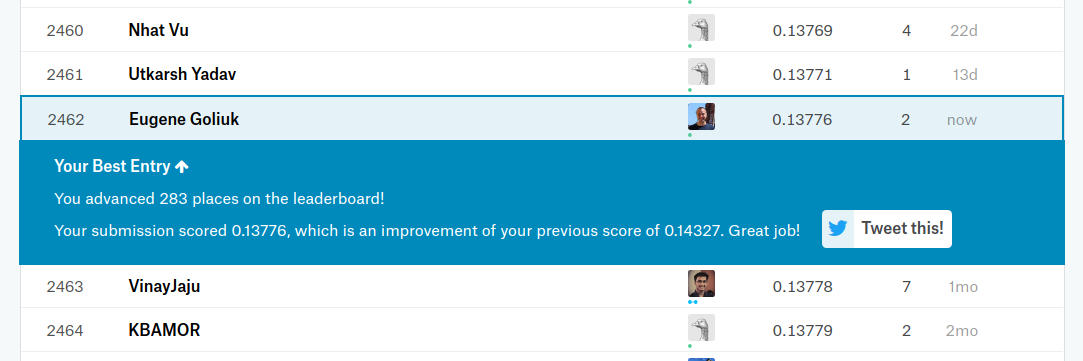 2460 Nhat Vu 0.13769 4 22d
2461 Utkarsh Yadav 0.13771 1 13d
2462 Eugene Goliuk 0.13776 2 now
Your Best Entry ↑
You advanced 283 places on the leaderboard!
Your submission scored 0.13776, which is an improvement of your previous score of 0.14327. Great job! Tweet this!
2463 VinayJaju 0.13778 7 1mo
2464 KBAMOR 0.13779 2 2mo